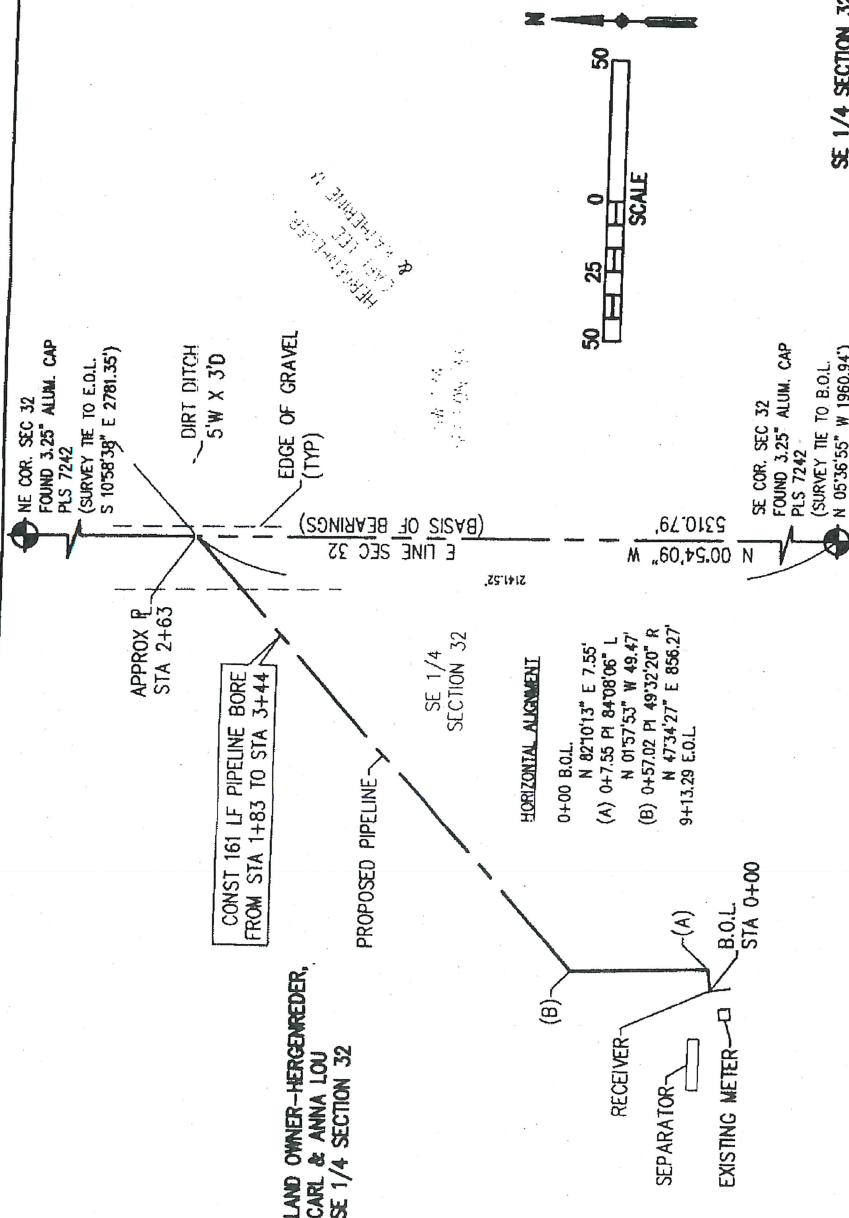 NE COR. SEC 32
FOUND 3.25" ALUM. CAP
PLS 7242
(SURVEY TIE TO E.O.L.
S 10°58'38" E 2781.35')
DIRT DITCH
5'W X 3'D
EDGE OF GRAVEL
(TYP)
APPROX PL
STA 2+63
CONST 161 LF PIPELINE BORE
FROM STA 1+83 TO STA 3+44
PROPOSED PIPELINE
LAND OWNER-HERGENREDER,
CARL & ANNA LOU
SE 1/4 SECTION 32
SE 1/4
SECTION 32
E LINE SEC 32
(BASIS OF BEARINGS)
N 00°54'09" W
5310.79'
2141.52'
HORIZONTAL ALIGNMENT
0+00 B.O.L.
N 82°10'13" E 7.55'
(A) 0+7.55 PI 84°08'06" L
N 01°57'53" W 49.47'
(B) 0+57.02 PI 49°32'20" R
N 47°34'27" E 856.27'
9+13.29 E.O.L.
(B)
(A)
B.O.L.
STA 0+00
RECEIVER
SEPARATOR
EXISTING METER
SE COR. SEC 32
FOUND 3.25" ALUM. CAP
PLS 7242
(SURVEY TIE TO B.O.L.
N 05°36'55" W 1960.94')
N
50 25 0 50
SCALE
CARL LEE
& KATHERINE M
SE 1/4 SECTION 32